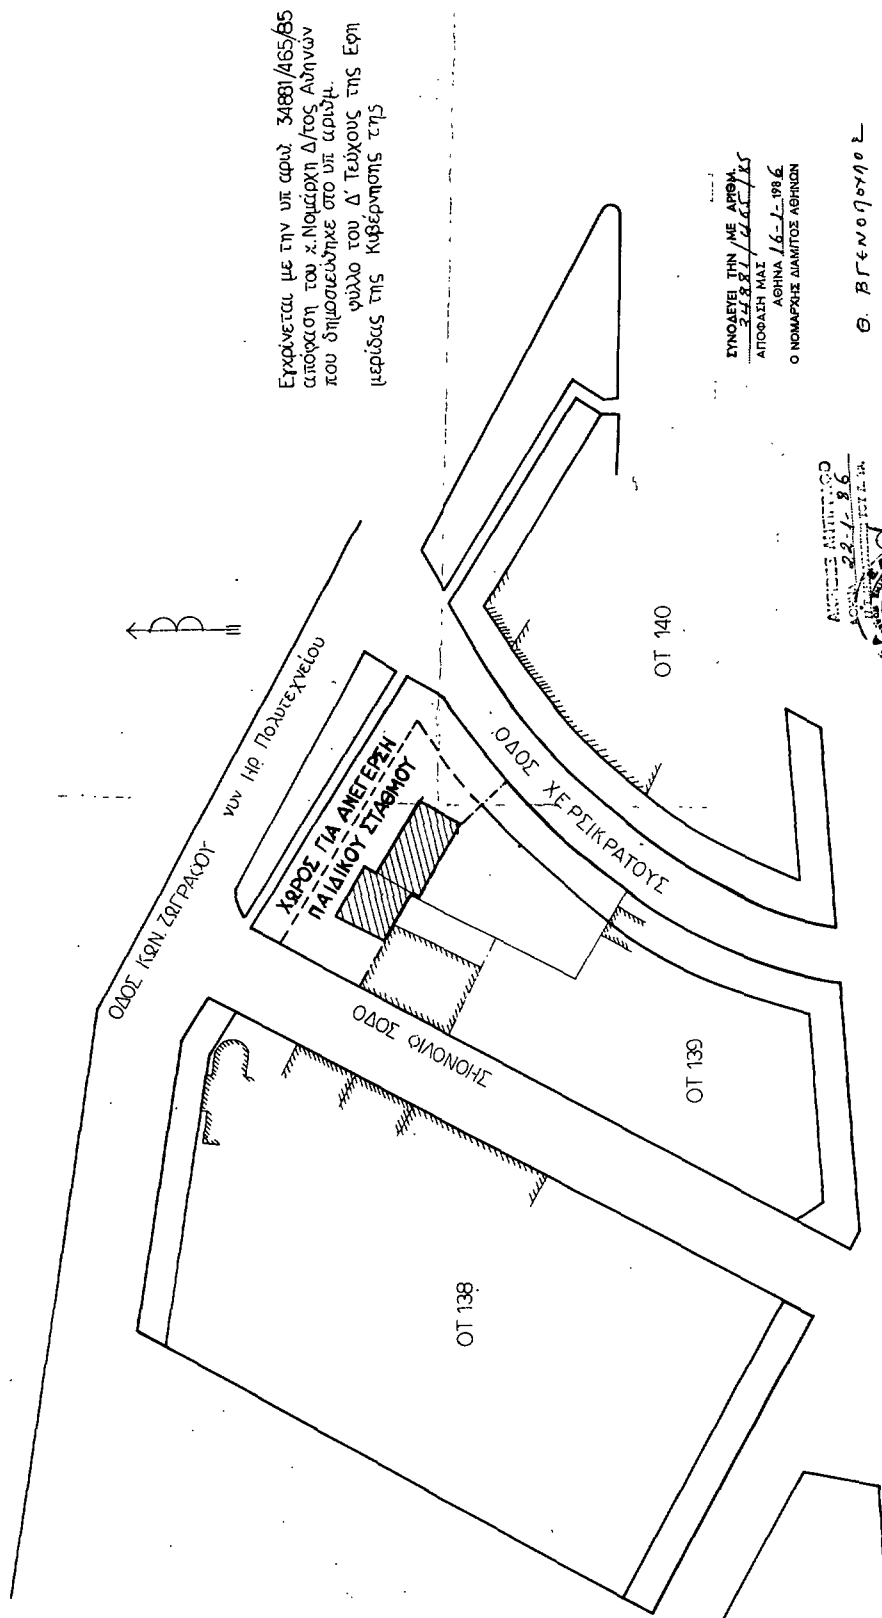 Εγκρίνεται με την υπ αριθ. 34881/465/85
απόφαση του κ. Νομάρχη Δ/τος Αθηνών
που δημοσιεύθηκε στο υπ αριθμ.
φύλλο του Δ' Τεύχους της Εφη
μερίδας της Κυβέρνησης της
ΟΔΟΣ ΚΩΝ. ΖΩΓΡΑΦΟΥ νυν ΗΡ. Πολυτεχνείου
Β
ΧΩΡΟΣ ΓΙΑ ΑΝΕΓΕΡΣΗ
ΠΑΙΔΙΚΟΥ ΣΤΑΘΜΟΥ
ΟΔΟΣ ΧΕΡΣΙΚΡΑΤΟΥΣ
ΟΔΟΣ ΦΙΛΟΝΟΗΣ
ΟΤ 138
ΟΤ 139
ΟΤ 140
ΣΥΝΟΔΕΥΕΙ ΤΗΝ ΜΕ ΑΡΙΘΜ.
34881/465/85
ΑΠΟΦΑΣΗ ΜΑΣ
ΑΘΗΝΑ 16-1-1986
Ο ΝΟΜΑΡΧΗΣ ΔΙΑΜ/ΤΟΣ ΑΘΗΝΩΝ
Θ. ΒΓΕΝΟΠΟΥΛΟΣ
ΑΚΡΙΒΕΣ ΑΝΤΙΓΡΑΦΟ
22-1-86